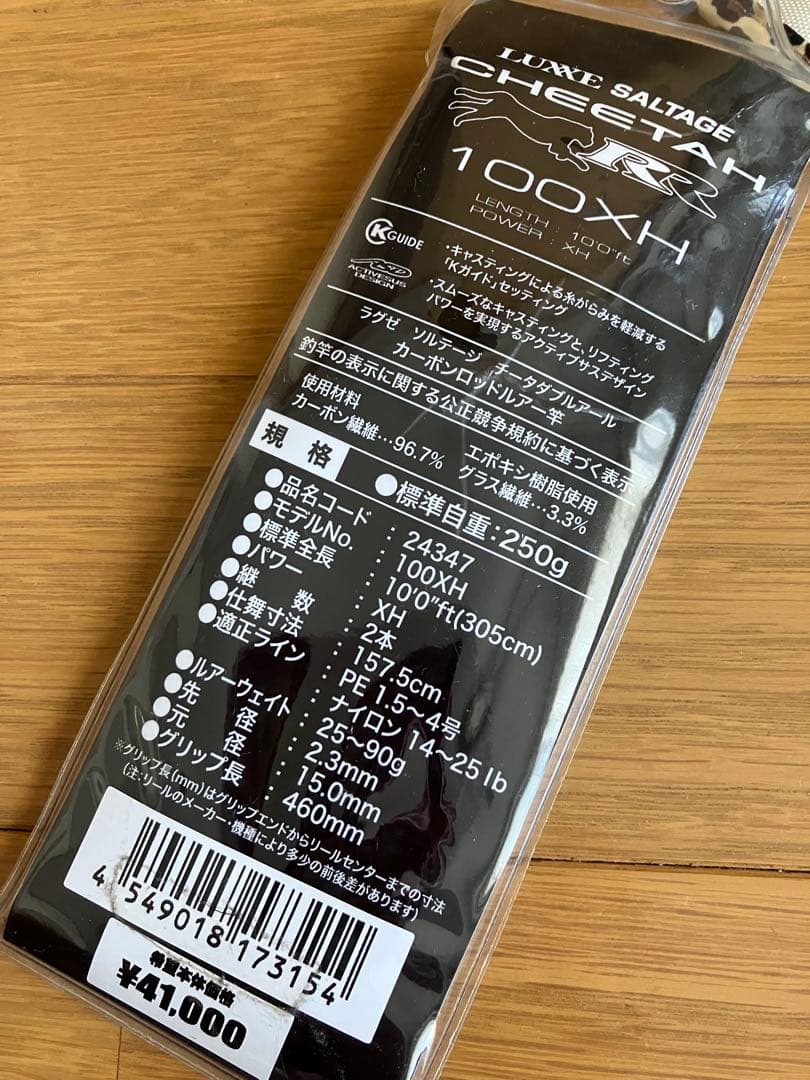 LUXXE SALTAGE
CHEETAH
RR
100XH
LENGTH : 10'0"ft
POWER : XH
K GUIDE
・キャスティングによる糸がらみを軽減する
「Kガイド」セッティング
ACTIVESUS
DESIGN
・スムーズなキャスティングと、リフティング
パワーを実現するアクティブサスデザイン
ラグゼ ソルテージ チータダブルアール
カーボンロッドルアー竿
釣竿の表示に関する公正競争規約に基づく表示
使用材料 エポキシ樹脂使用
カーボン繊維…96.7% グラス繊維…3.3%
規格 ●標準自重：250g
●品名コード：24347
●モデルNo.：100XH
●標準全長：10'0"ft(305cm)
●パワー：XH
●継数：2本
●仕舞寸法：157.5cm
●適正ライン：PE 1.5〜4号
ナイロン 14〜25 lb
●ルアーウェイト：25〜90g
●先径：2.3mm
●元径：15.0mm
●グリップ長：460mm
※グリップ長(mm)はグリップエンドからリールセンターまでの寸法
(注：リールのメーカー・機種により多少の前後差があります)
4 549018 173154
希望本体価格
¥41,000